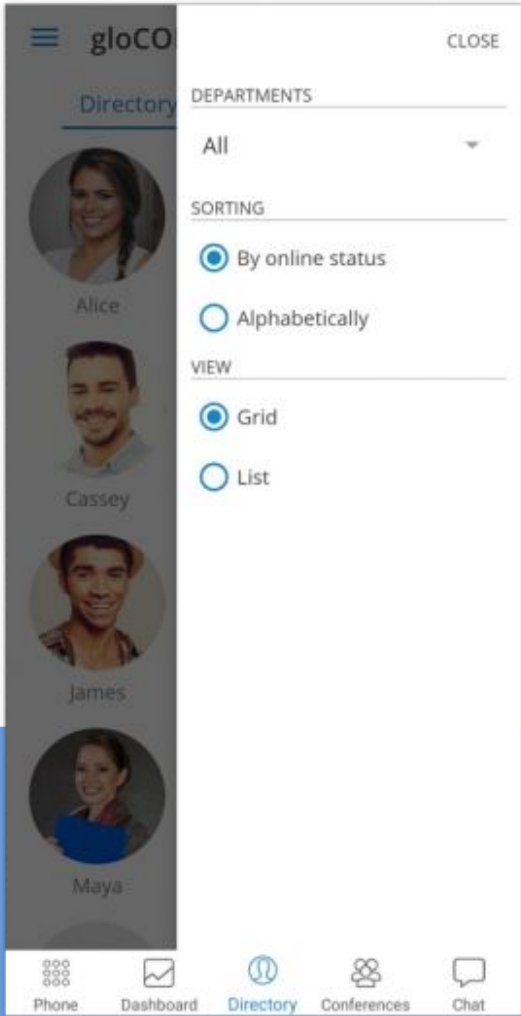 gloCO
CLOSE
Directory
DEPARTMENTS
All
SORTING
By online status
Alphabetically
VIEW
Grid
List
Alice
Cassey
James
Maya
Phone Dashboard Directory Conferences Chat